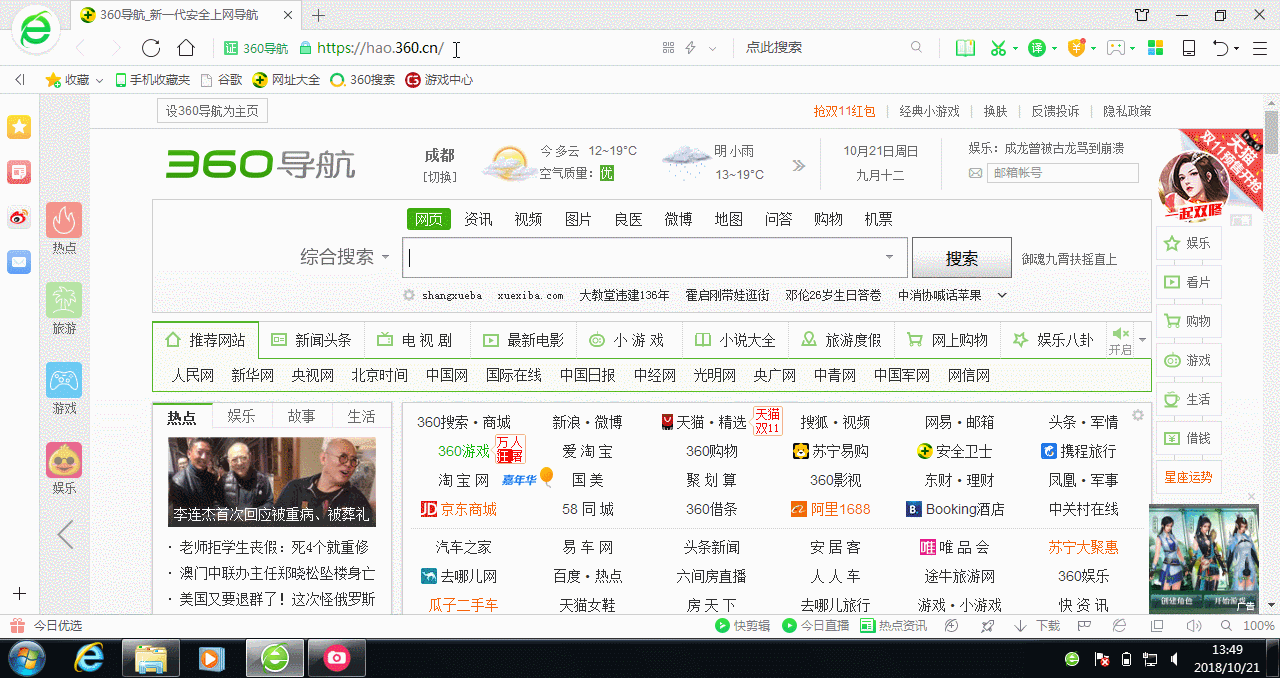 360导航_新一代安全上网导航
证 360导航 https://hao.360.cn/ 点此搜索
译
收藏 手机收藏夹 谷歌 网址大全 360搜索 游戏中心
设360导航为主页 抢双11红包 经典小游戏 换肤 反馈投诉 隐私政策
360导航
成都
[切换]
今多云 12~19°C
空气质量：优
明小雨
13~19°C
10月21日周日
九月十二
娱乐：成龙曾被古龙骂到崩溃
邮箱帐号
天猫
双11预售开抢
一起双修
网页 资讯 视频 图片 良医 微博 地图 问答 购物 机票
综合搜索 搜索 御魂九霄扶摇直上
shangxueba xuexiba.com 大教堂违建136年 霍启刚带娃逛街 邓伦26岁生日答卷 中消协喊话苹果
推荐网站 新闻头条 电视剧 最新电影 小游戏 小说大全 旅游度假 网上购物 娱乐八卦 开启
人民网 新华网 央视网 北京时间 中国网 国际在线 中国日报 中经网 光明网 央广网 中青网 中国军网 网信网
热点 娱乐 故事 生活
李连杰首次回应被重病、被葬礼
· 老师拒学生丧假：死4个就重修
· 澳门中联办主任郑晓松坠楼身亡
· 美国又要退群了！这次怪俄罗斯
360搜索·商城 新浪·微博 天猫·精选 天猫双11 搜狐·视频 网易·邮箱 头条·军情
360游戏 万人狂屠 爱淘宝 360购物 苏宁易购 安全卫士 携程旅行
淘宝网 嘉年华 国美 聚划算 360影视 东财·理财 凤凰·军事
JD 京东商城 58同城 360借条 阿里1688 B. Booking酒店 中关村在线
汽车之家 易车网 头条新闻 安居客 唯 唯品会 苏宁大聚惠
去哪儿网 百度·热点 六间房直播 人人车 途牛旅游网 360娱乐
瓜子二手车 天猫女鞋 房天下 去哪儿旅行 游戏·小游戏 快资讯
热点
旅游
游戏
娱乐
娱乐
看片
购物
游戏
生活
借钱
星座运势
创建角色 开始游戏
广告
今日优选 快剪辑 今日直播 热点资讯 下载 100%
13:49
2018/10/21